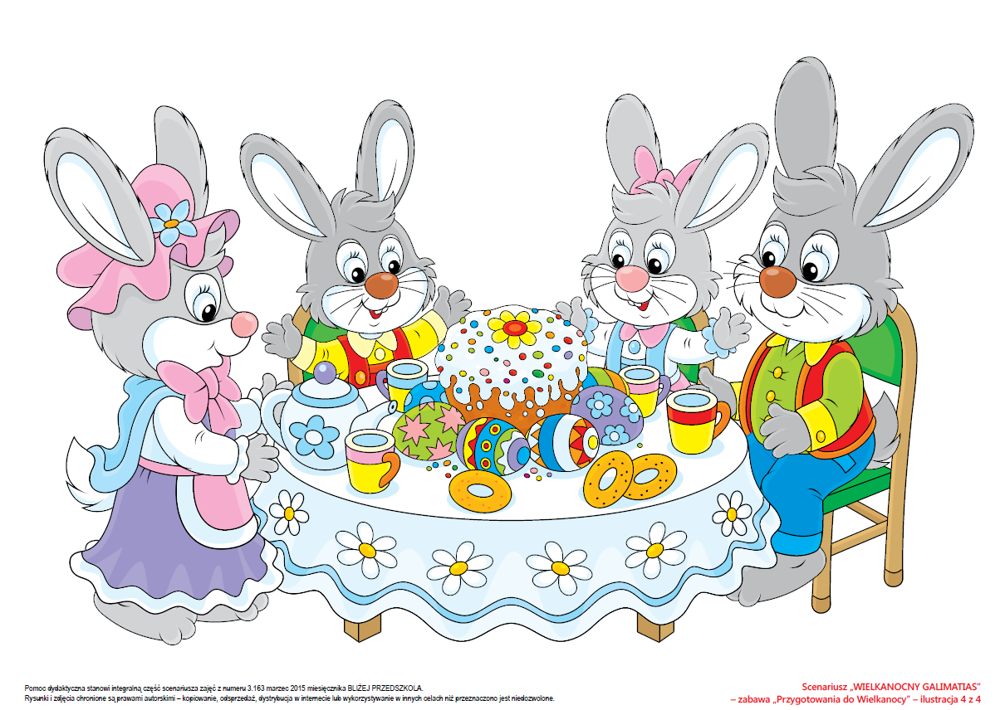 Pomoc dydaktyczna stanowi integralną część scenariusza zajęć z numeru 3.163 marzec 2015 miesięcznika BLIŻEJ PRZEDSZKOLA.
Rysunki i zdjęcia chronione są prawami autorskimi – kopiowanie, odsprzedaż, dystrybucja w internecie lub wykorzystywanie w innych celach niż przeznaczono jest niedozwolone.
Scenariusz „WIELKANOCNY GALIMATIAS”
– zabawa „Przygotowania do Wielkanocy” – ilustracja 4 z 4